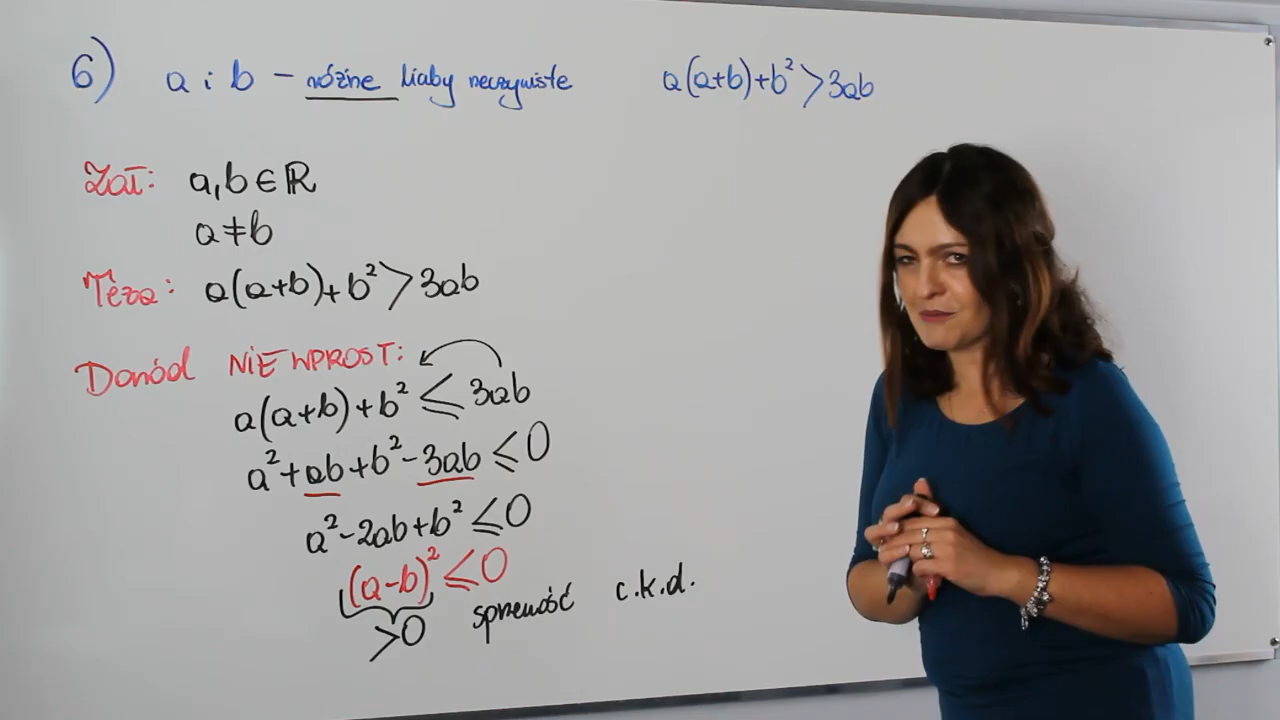 6) a i b – różne liczby rzeczywiste a(a+b)+b²>3ab
Zał: a,b∈ℝ
a≠b
Teza: a(a+b)+b²>3ab
Dowód NIE WPROST:
a(a+b)+b²≤3ab
a²+ab+b²-3ab≤0
a²-2ab+b²≤0
(a-b)²≤0
>0 sprzeczność c.k.d.